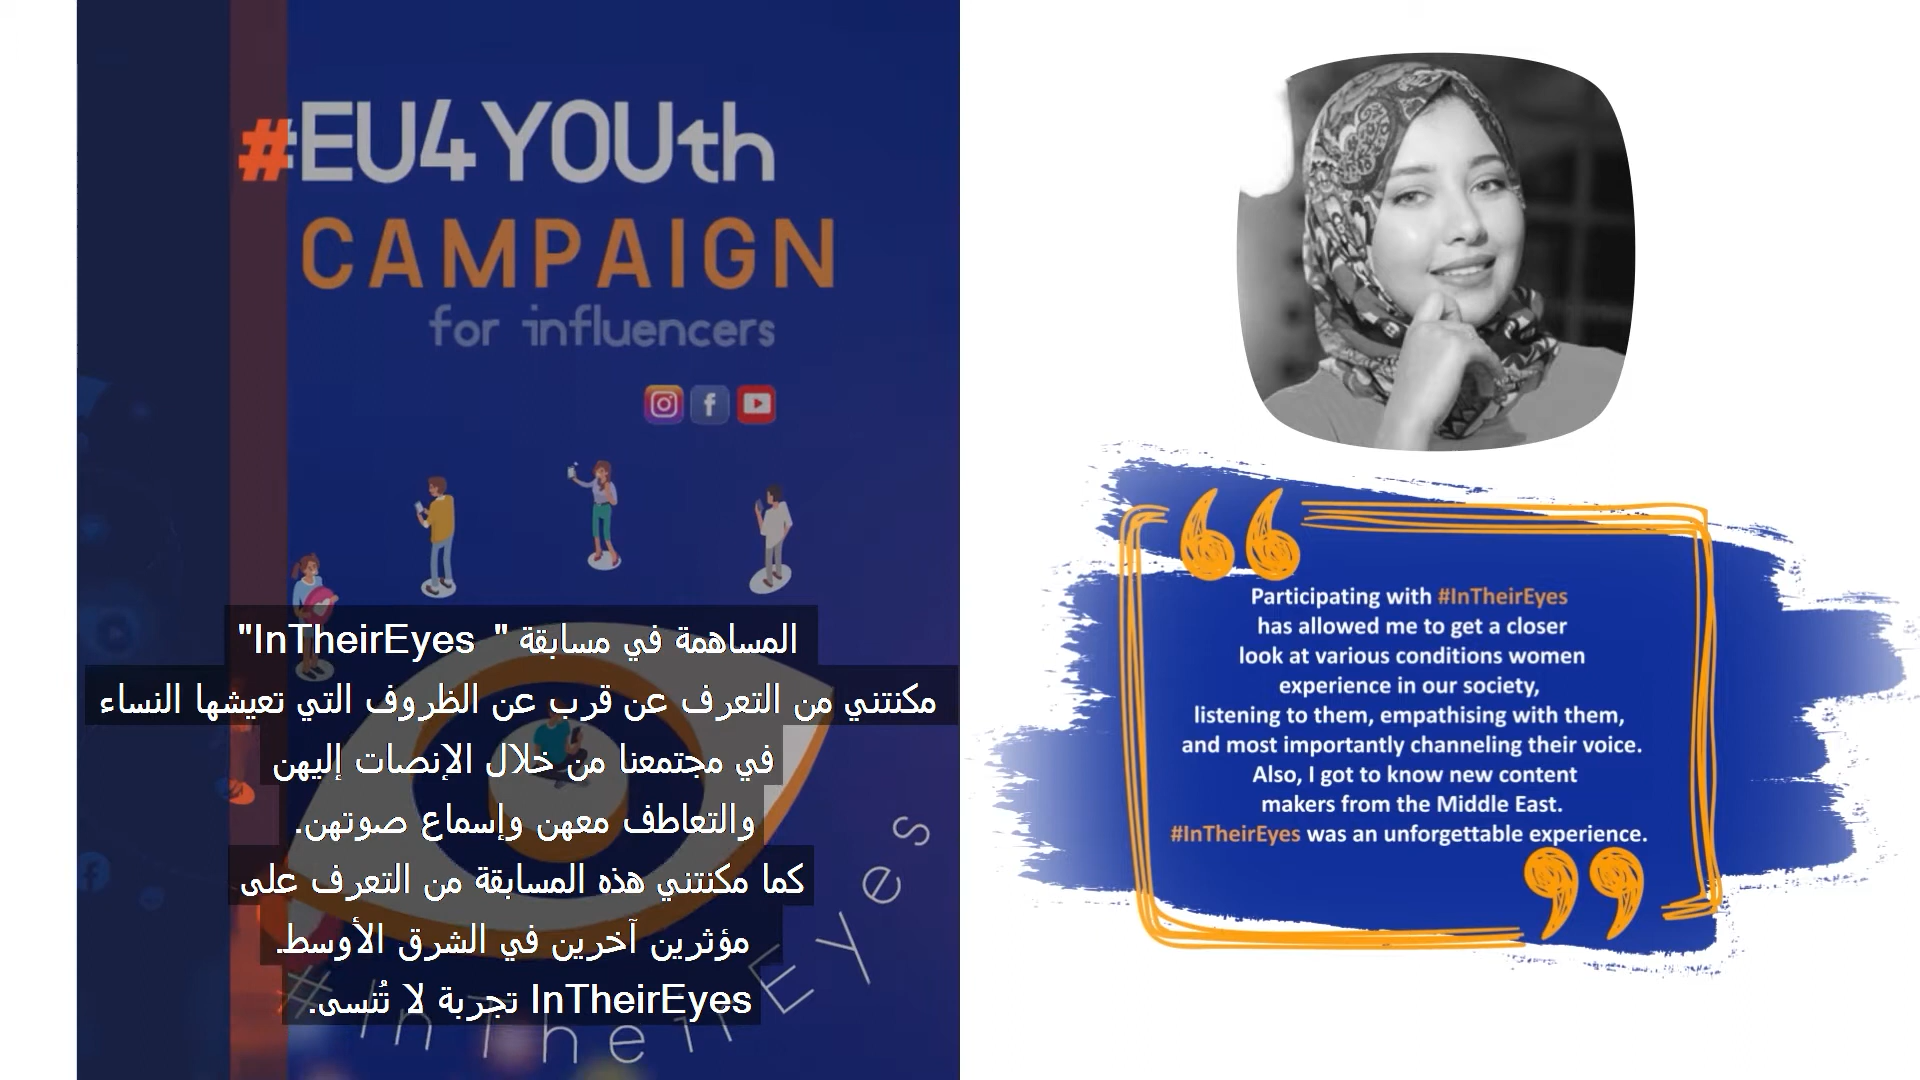 #EU4YOUth
CAMPAIGN
for influencers
المساهمة في مسابقة " InTheirEyes"
مكنتني من التعرف عن قرب عن الظروف التي تعيشها النساء
في مجتمعنا من خلال الإنصات إليهن
والتعاطف معهن وإسماع صوتهن.
كما مكنتني هذه المسابقة من التعرف على
مؤثرين آخرين في الشرق الأوسط.
InTheirEyes تجربة لا تُنسى.
#InTheirEyes
Participating with #InTheirEyes
has allowed me to get a closer
look at various conditions women
experience in our society,
listening to them, empathising with them,
and most importantly channeling their voice.
Also, I got to know new content
makers from the Middle East.
#InTheirEyes was an unforgettable experience.